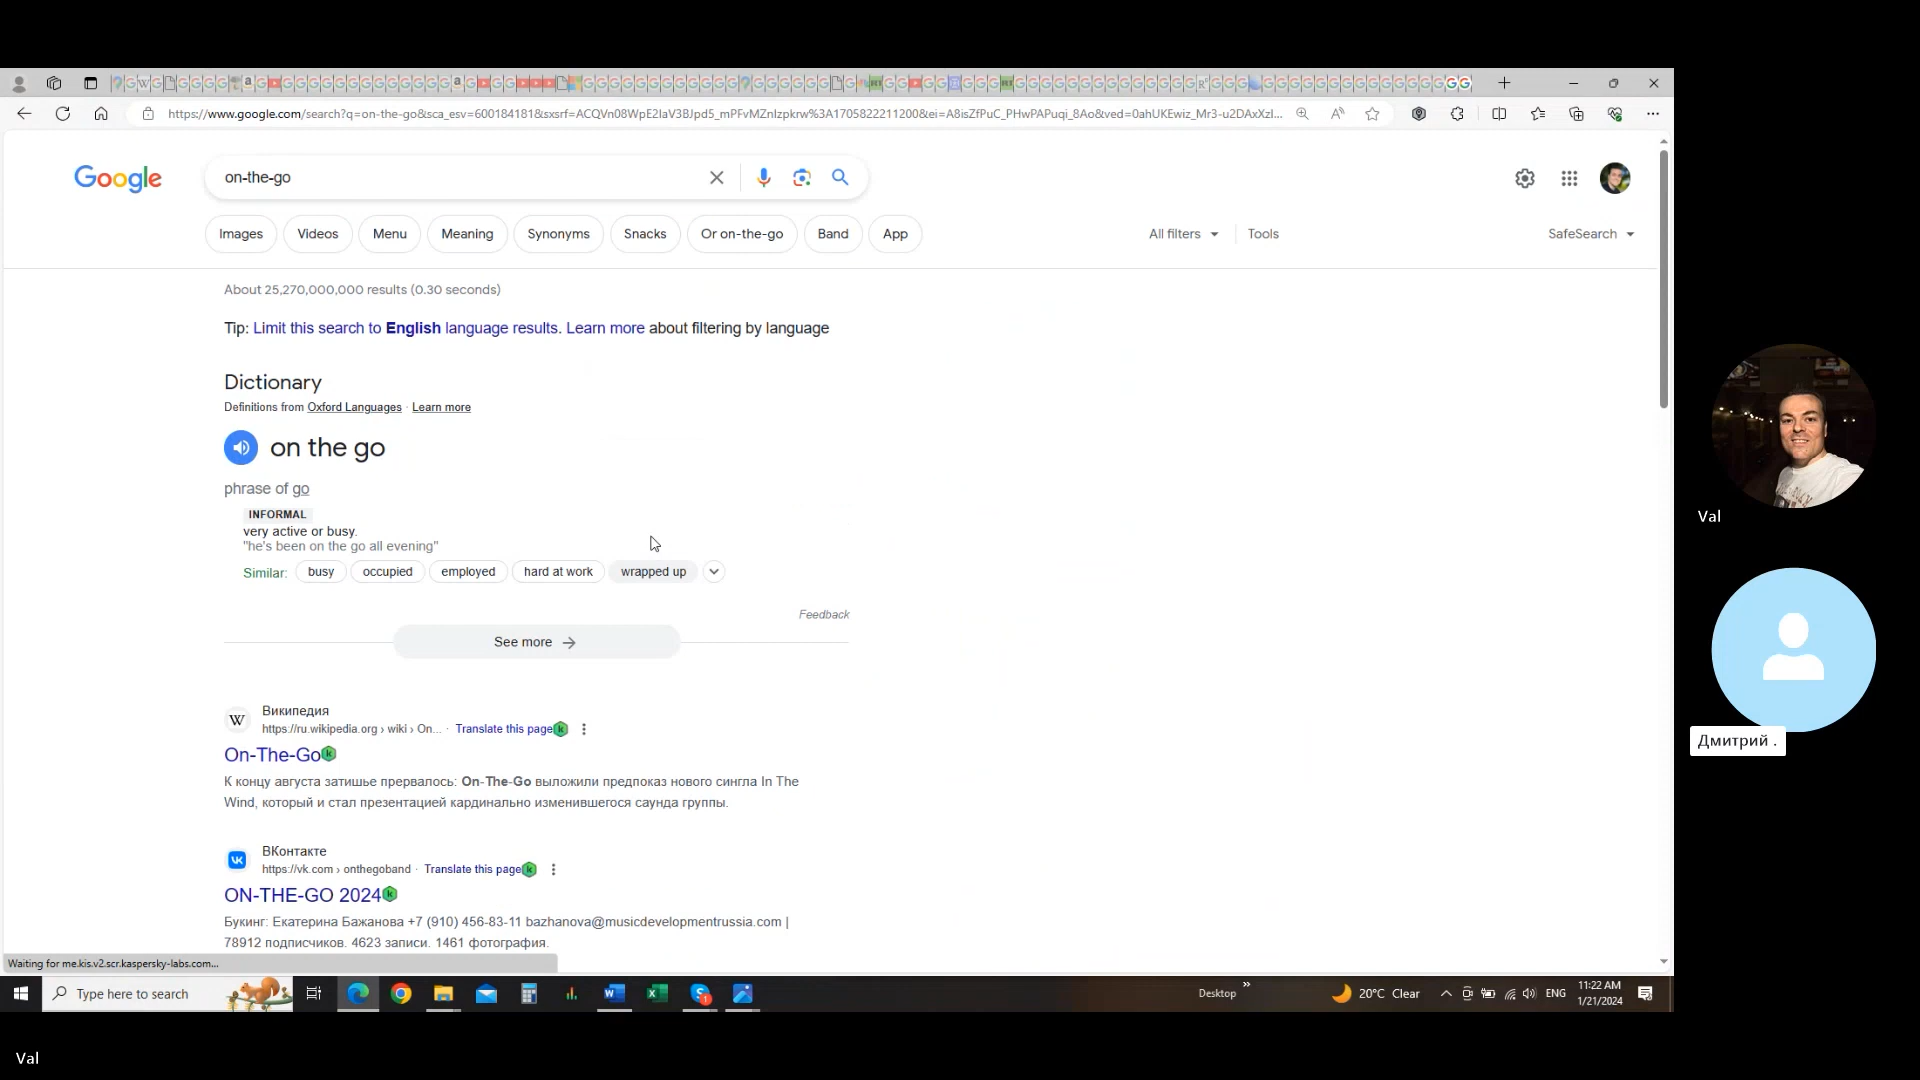 https://www.google.com/search?q=on-the-go&sca_esv=600184181&sxsrf=ACQVn08WpE2IaV3BJpd5_mPFvMZnIzpkrw%3A1705822211200&ei=A8isZfPuC_PHwPAPuqi_8Ao&ved=0ahUKEwiz_Mr3-u2DAxXzI...
Google
on-the-go
Images
Videos
Menu
Meaning
Synonyms
Snacks
Or on-the-go
Band
App
All filters
Tools
SafeSearch
About 25,270,000,000 results (0.30 seconds)
Tip: Limit this search to English language results. Learn more about filtering by language
Dictionary
Definitions from Oxford Languages · Learn more
on the go
phrase of go
INFORMAL
very active or busy.
"he's been on the go all evening"
Similar: busy occupied employed hard at work wrapped up
Feedback
See more
Википедия
https://ru.wikipedia.org › wiki › On... · Translate this page
On-The-Go
К концу августа затишье прервалось: On-The-Go выложили предпоказ нового сингла In The
Wind, который и стал презентацией кардинально изменившегося саунда группы.
ВКонтакте
https://vk.com › onthegoband · Translate this page
ON-THE-GO 2024
Букинг: Екатерина Бажанова +7 (910) 456-83-11 bazhanova@musicdevelopmentrussia.com |
78912 подписчиков. 4623 записи. 1461 фотография.
Waiting for me.kis.v2.scr.kaspersky-labs.com...
Type here to search
Desktop
20°C Clear
ENG
11:22 AM
1/21/2024
Val
Дмитрий .
Val